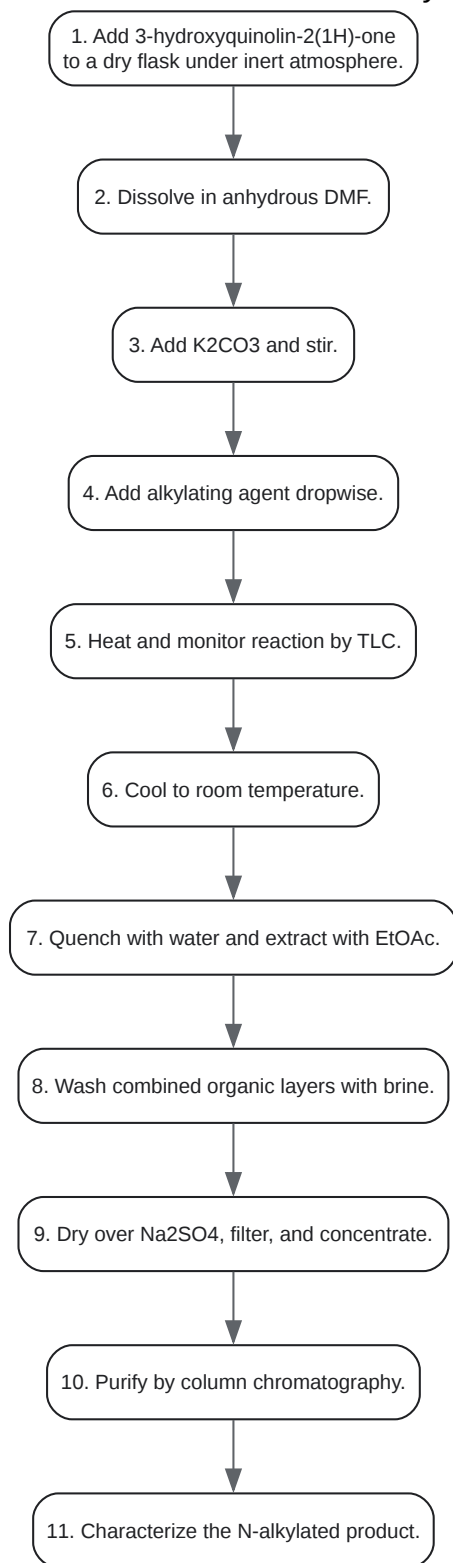 1. Add 3-hydroxyquinolin-2(1H)-one
to a dry flask under inert atmosphere.
2. Dissolve in anhydrous DMF.
3. Add K2CO3 and stir.
4. Add alkylating agent dropwise.
5. Heat and monitor reaction by TLC.
6. Cool to room temperature.
7. Quench with water and extract with EtOAc.
8. Wash combined organic layers with brine.
9. Dry over Na2SO4, filter, and concentrate.
10. Purify by column chromatography.
11. Characterize the N-alkylated product.